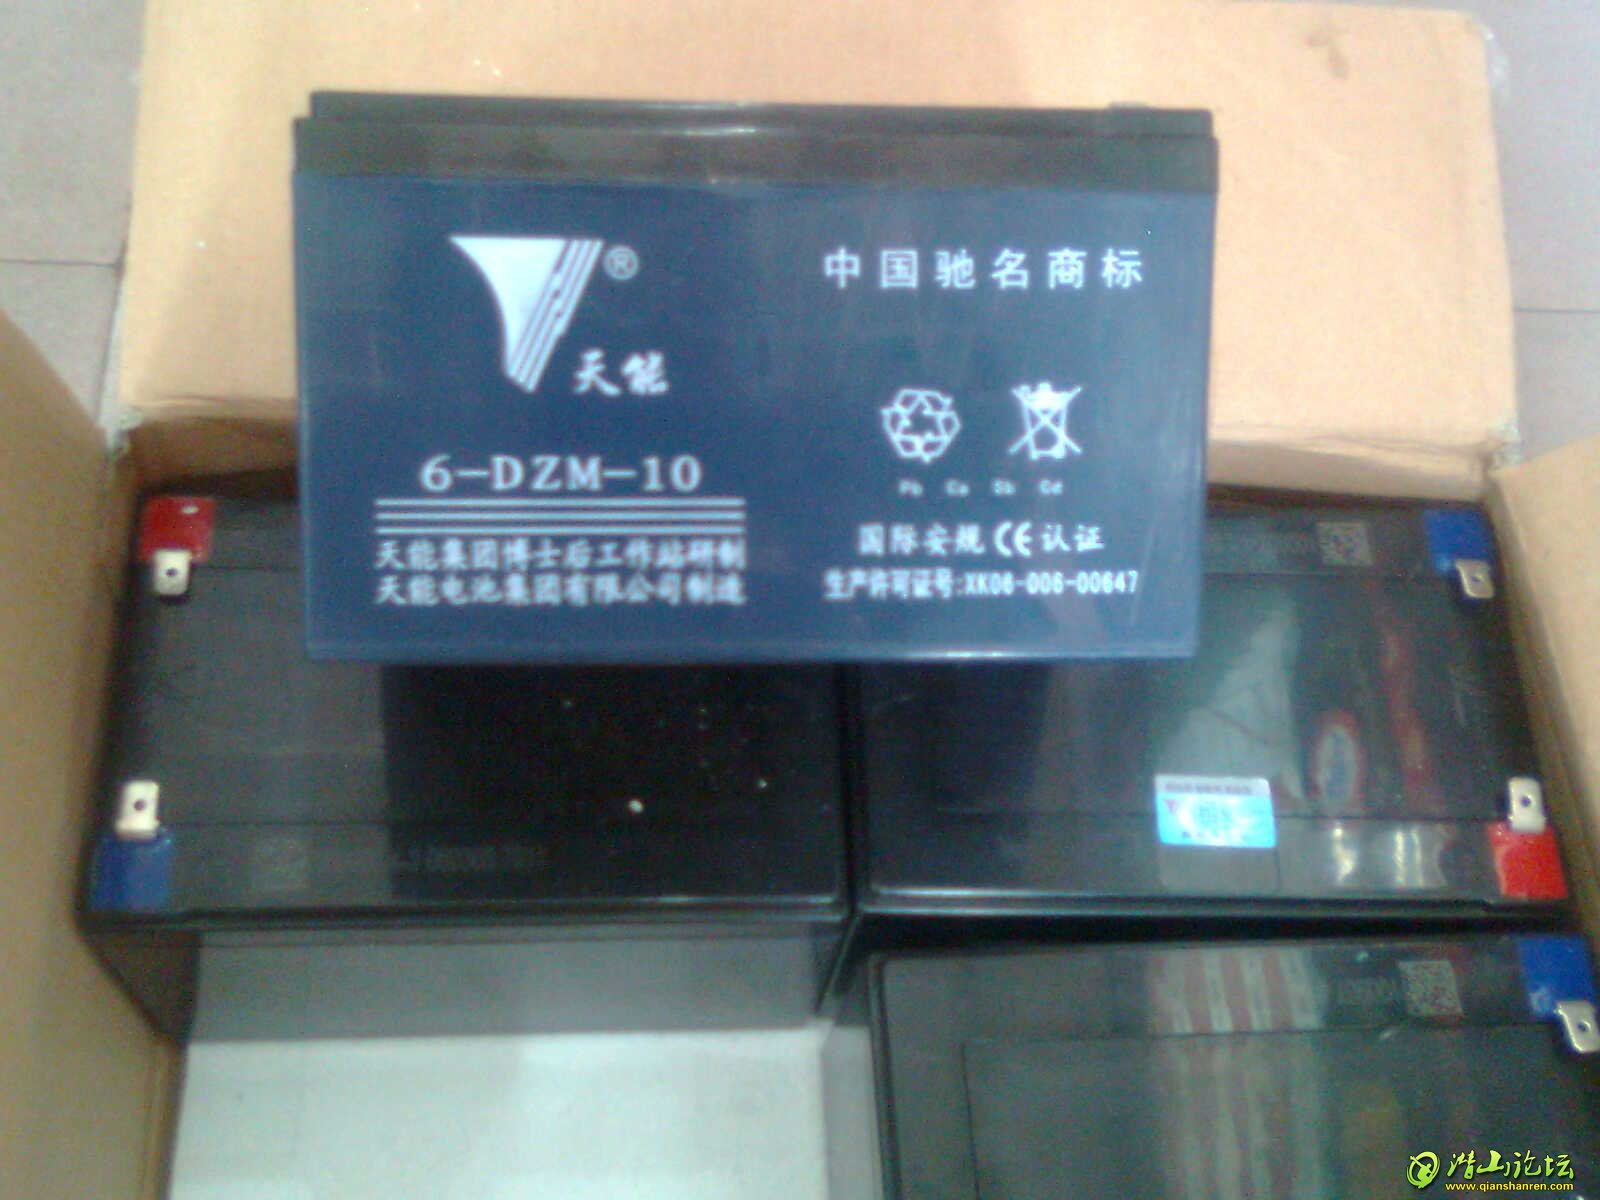 ®
天能
6-DZM-10
天能集团博士后工作站研制
天能电池集团有限公司制造
中国驰名商标
Pb Ca Sb Cd
国际安规CE认证
生产许可证号:XK06-006-00647
潜山论坛
www.qianshanren.com